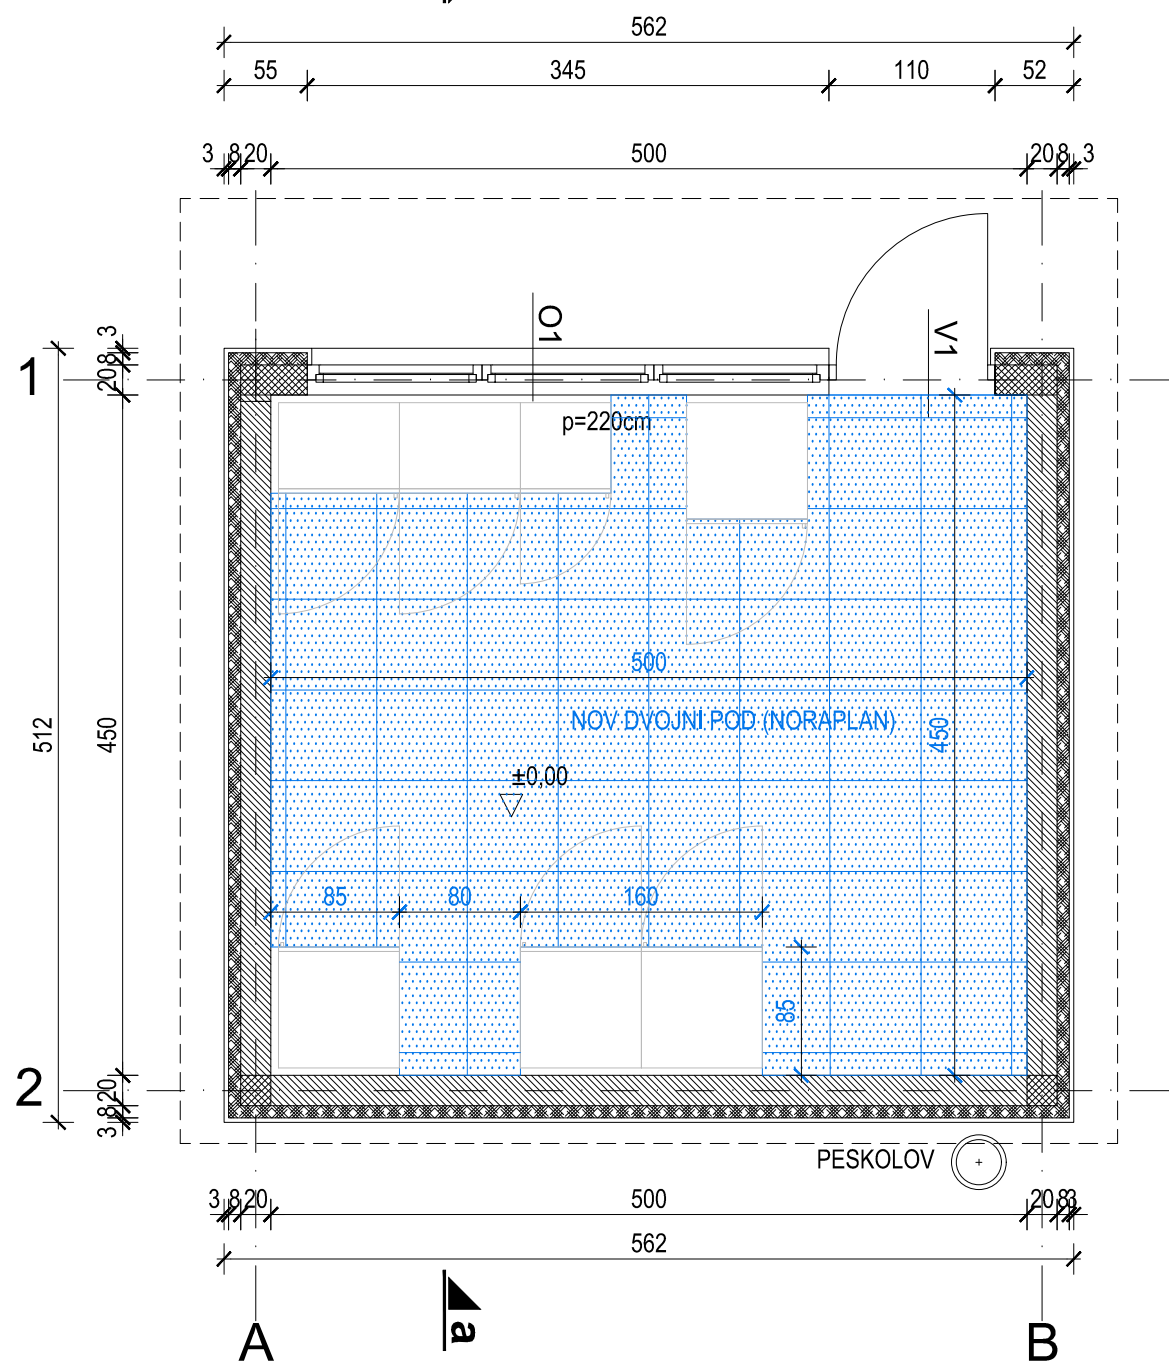 562
55 345 110 52
3 8 20 500 20 8 3
O1
V1
3
8
20
1
p=220cm
500
NOV DVOJNI POD (NORAPLAN)
450
512
450
±0,00
85 80 160
85
2
20
8
3
PESKOLOV
3 8 20 500 20 8 3
562
a
A B